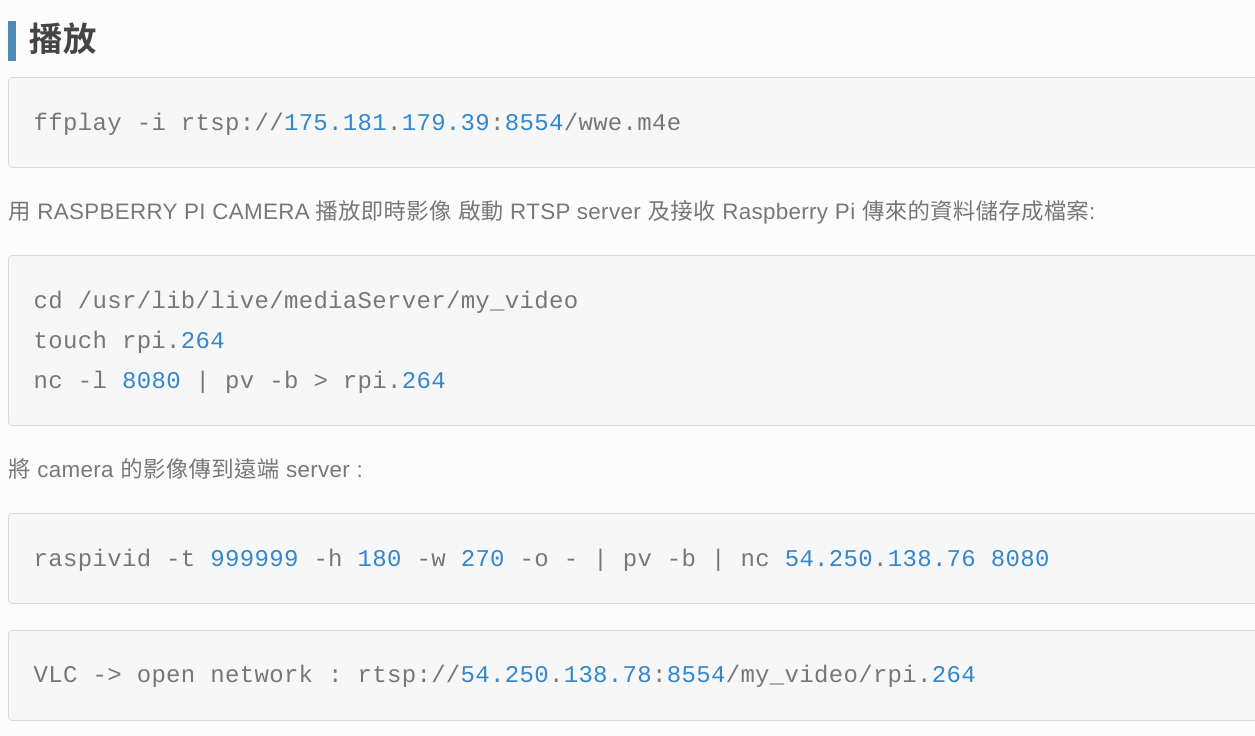 播放
ffplay -i rtsp://175.181.179.39:8554/wwe.m4e
用 RASPBERRY PI CAMERA 播放即時影像 啟動 RTSP server 及接收 Raspberry Pi 傳來的資料儲存成檔案:
cd /usr/lib/live/mediaServer/my_video
touch rpi.264
nc -l 8080 | pv -b > rpi.264
將 camera 的影像傳到遠端 server :
raspivid -t 999999 -h 180 -w 270 -o - | pv -b | nc 54.250.138.76 8080
VLC -> open network : rtsp://54.250.138.78:8554/my_video/rpi.264